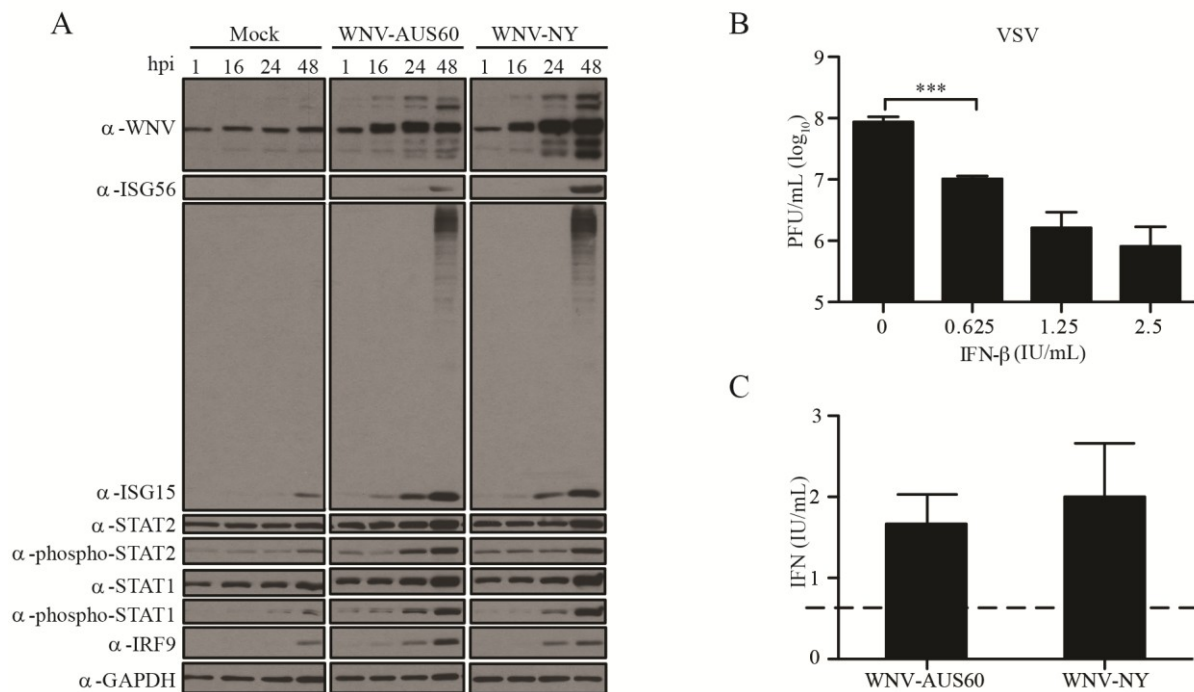 A
Mock WNV-AUS60 WNV-NY
hpi 1 16 24 48 1 16 24 48 1 16 24 48
α-WNV
α-ISG56
α-ISG15
α-STAT2
α-phospho-STAT2
α-STAT1
α-phospho-STAT1
α-IRF9
α-GAPDH
B
VSV
PFU/mL (log10)
9
8
7
6
5
***
0 0.625 1.25 2.5
IFN-β (IU/mL)
C
IFN (IU/mL)
3
2
1
0
WNV-AUS60 WNV-NY